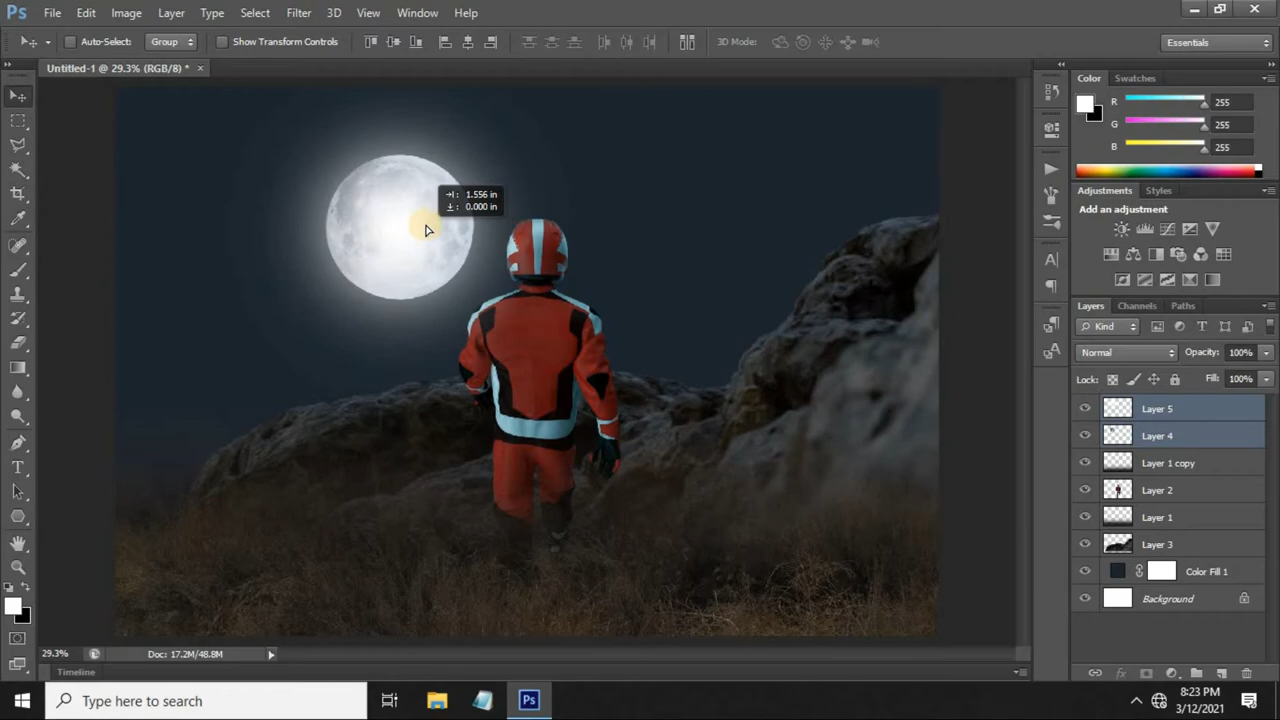 Ps File Edit Image Layer Type Select Filter 3D View Window Help
Auto-Select: Group Show Transform Controls 3D Mode: Essentials
Untitled-1 @ 29.3% (RGB/8) * ×
Color Swatches
R 255
G 255
B 255
Adjustments Styles
Add an adjustment
1.556 in
0.000 in
Layers Channels Paths
Kind
Normal Opacity: 100%
Lock: Fill: 100%
Layer 5
Layer 4
Layer 1 copy
Layer 2
Layer 1
Layer 3
Color Fill 1
Background
29.3% Doc: 17.2M/48.8M
Timeline
Type here to search
Ps
8:23 PM
3/12/2021